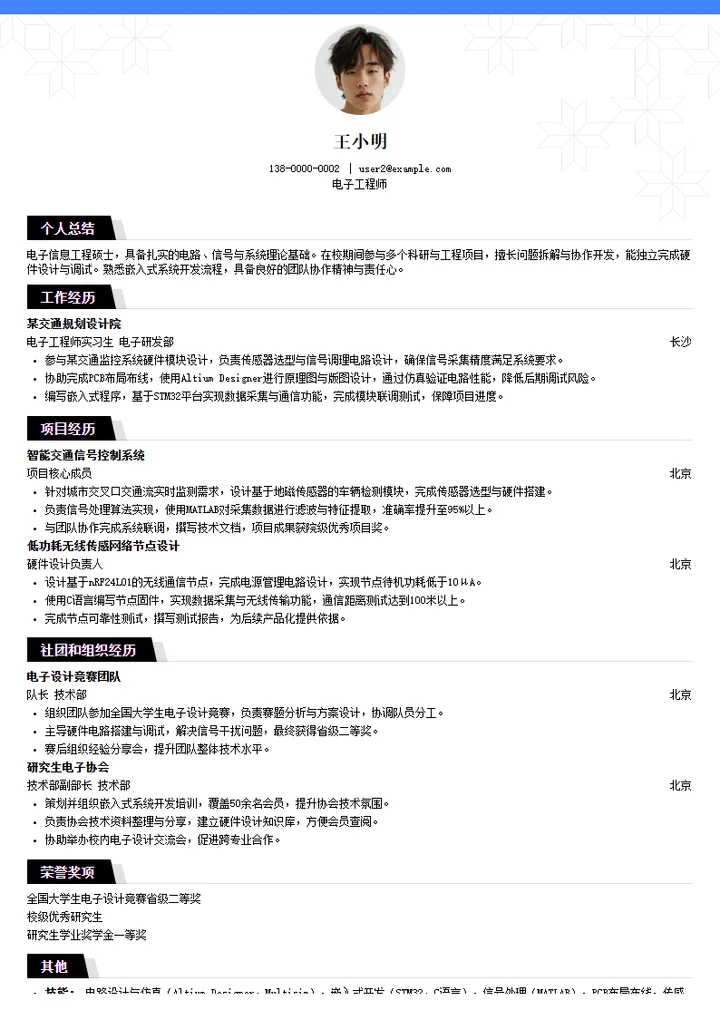 王小明
138-0000-0002 | user2@example.com
电子工程师
个人总结
电子信息工程硕士，具备扎实的电路、信号与系统理论基础。在校期间参与多个科研与工程项目，擅长问题拆解与协作开发，能独立完成硬
件设计与调试。熟悉嵌入式系统开发流程，具备良好的团队协作精神与责任心。
工作经历
某交通规划设计院
电子工程师实习生 电子研发部 长沙
• 参与某交通监控系统硬件模块设计，负责传感器选型与信号调理电路设计，确保信号采集精度满足系统要求。
• 协助完成PCB布局布线，使用Altium Designer进行原理图与版图设计，通过仿真验证电路性能，降低后期调试风险。
• 编写嵌入式程序，基于STM32平台实现数据采集与通信功能，完成模块联调测试，保障项目进度。
项目经历
智能交通信号控制系统
项目核心成员 北京
• 针对城市交叉口交通流实时监测需求，设计基于地磁传感器的车辆检测模块，完成传感器选型与硬件搭建。
• 负责信号处理算法实现，使用MATLAB对采集数据进行滤波与特征提取，准确率提升至95%以上。
• 与团队协作完成系统联调，撰写技术文档，项目成果获院级优秀项目奖。
低功耗无线传感网络节点设计
硬件设计负责人 北京
• 设计基于nRF24L01的无线通信节点，完成电源管理电路设计，实现节点待机功耗低于10μA。
• 使用C语言编写节点固件，实现数据采集与无线传输功能，通信距离测试达到100米以上。
• 完成节点可靠性测试，撰写测试报告，为后续产品化提供依据。
社团和组织经历
电子设计竞赛团队
队长 技术部 北京
• 组织团队参加全国大学生电子设计竞赛，负责赛题分析与方案设计，协调队员分工。
• 主导硬件电路搭建与调试，解决信号干扰问题，最终获得省级二等奖。
• 赛后组织经验分享会，提升团队整体技术水平。
研究生电子协会
技术部副部长 技术部 北京
• 策划并组织嵌入式系统开发培训，覆盖50余名会员，提升协会技术氛围。
• 负责协会技术资料整理与分享，建立硬件设计知识库，方便会员查阅。
• 协助举办校内电子设计交流会，促进跨专业合作。
荣誉奖项
全国大学生电子设计竞赛省级二等奖
校级优秀研究生
研究生学业奖学金一等奖
其他
• 技能： 电路设计与仿真（Altium Designer、Multisim），嵌入式开发（STM32、C语言），信号处理（MATLAB），PCB布局布线，传感